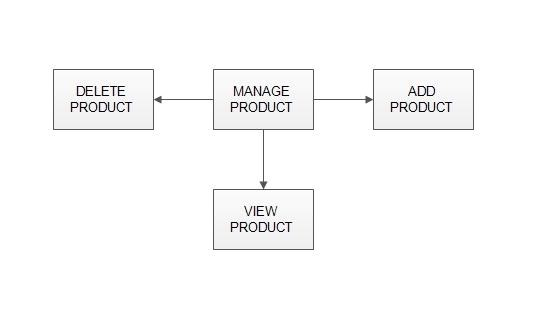 DELETE
PRODUCT
MANAGE
PRODUCT
ADD
PRODUCT
VIEW
PRODUCT